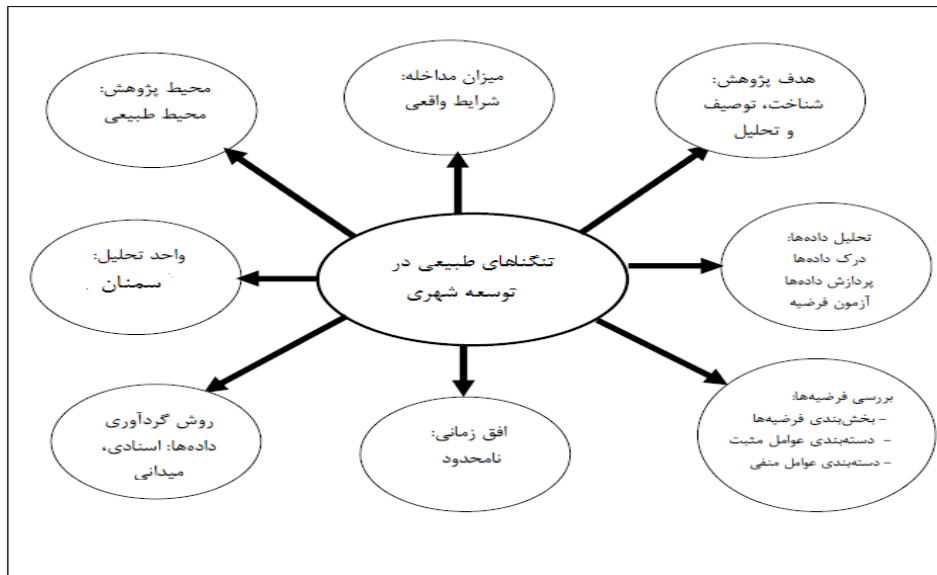 هدف پژوهش:
شناخت، توصیف
و تحلیل
میزان مداخله:
شرایط واقعی
محیط پژوهش:
محیط طبیعی
تحلیل داده‌ها:
درک داده‌ها
پردازش داده‌ها
آزمون فرضیه
تنگناهای طبیعی در
توسعه شهری
واحد تحلیل:
سمنان
بررسی فرضیه‌ها:
– بخش‌بندی فرضیه‌ها
– دسته‌بندی عوامل مثبت
– دسته‌بندی عوامل منفی
افق زمانی:
نامحدود
روش گردآوری
داده‌ها: اسنادی،
میدانی